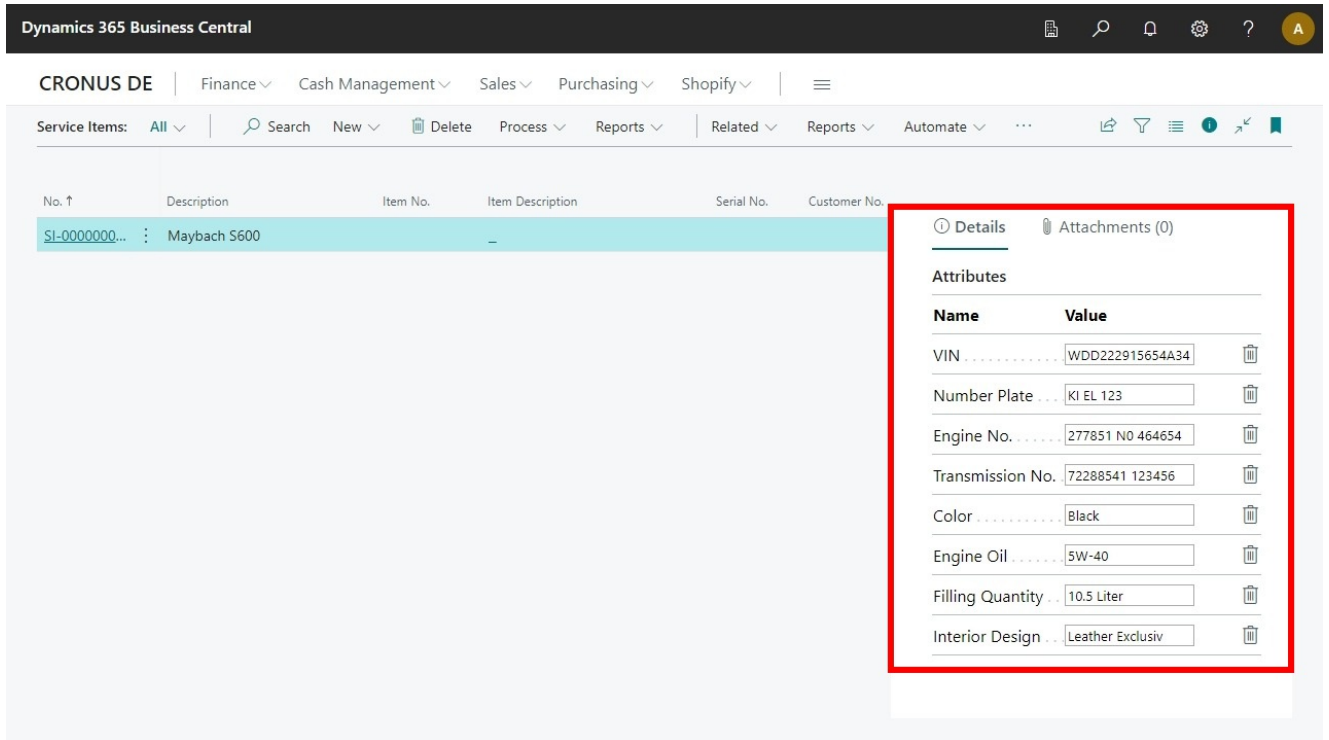 Dynamics 365 Business Central
A
CRONUS DE Finance Cash Management Sales Purchasing Shopify
Service Items: All Search New Delete Process Reports Related Reports Automate ...
No. ↑ Description Item No. Item Description Serial No. Customer No.
SI-0000000... Maybach S600 _
Details Attachments (0)
Attributes
Name Value
VIN WDD222915654A34
Number Plate KI EL 123
Engine No. 277851 N0 464654
Transmission No. 72288541 123456
Color Black
Engine Oil 5W-40
Filling Quantity 10.5 Liter
Interior Design Leather Exclusiv